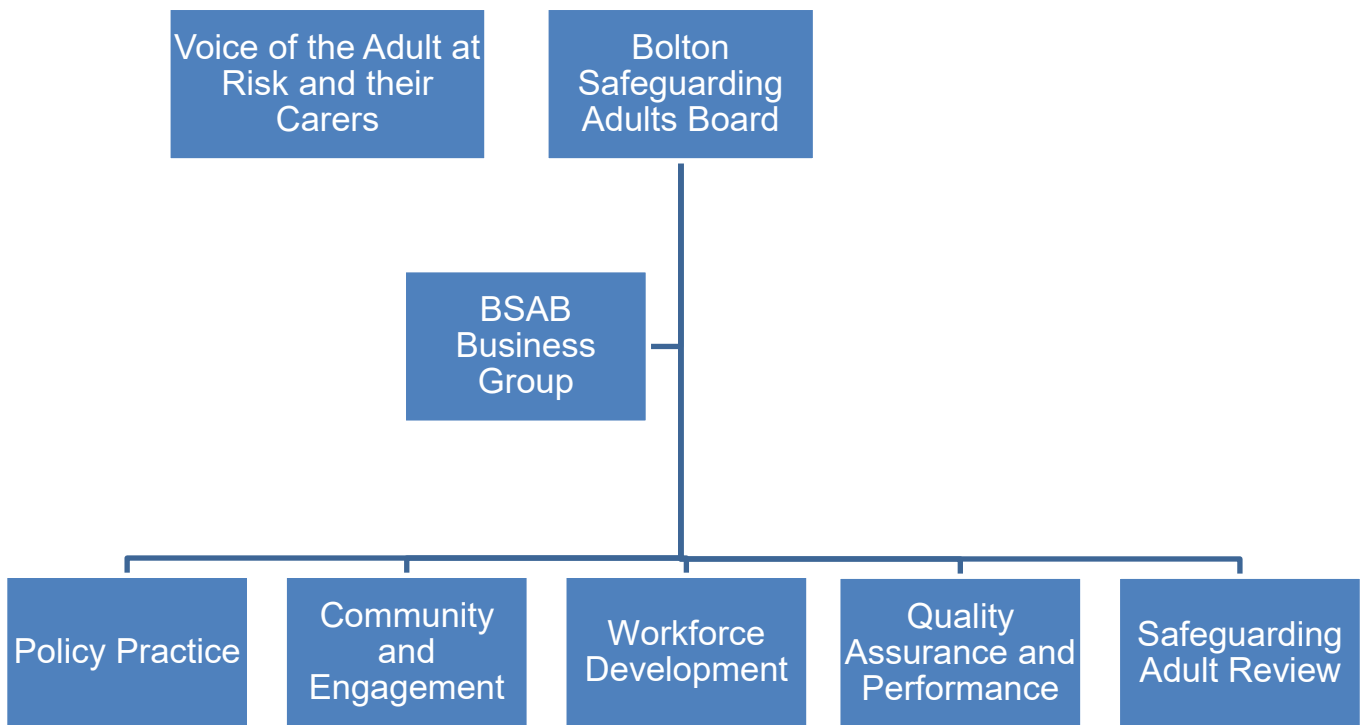 Voice of the Adult at
Risk and their
Carers
Bolton
Safeguarding
Adults Board
BSAB
Business
Group
Policy Practice
Community
and
Engagement
Workforce
Development
Quality
Assurance and
Performance
Safeguarding
Adult Review